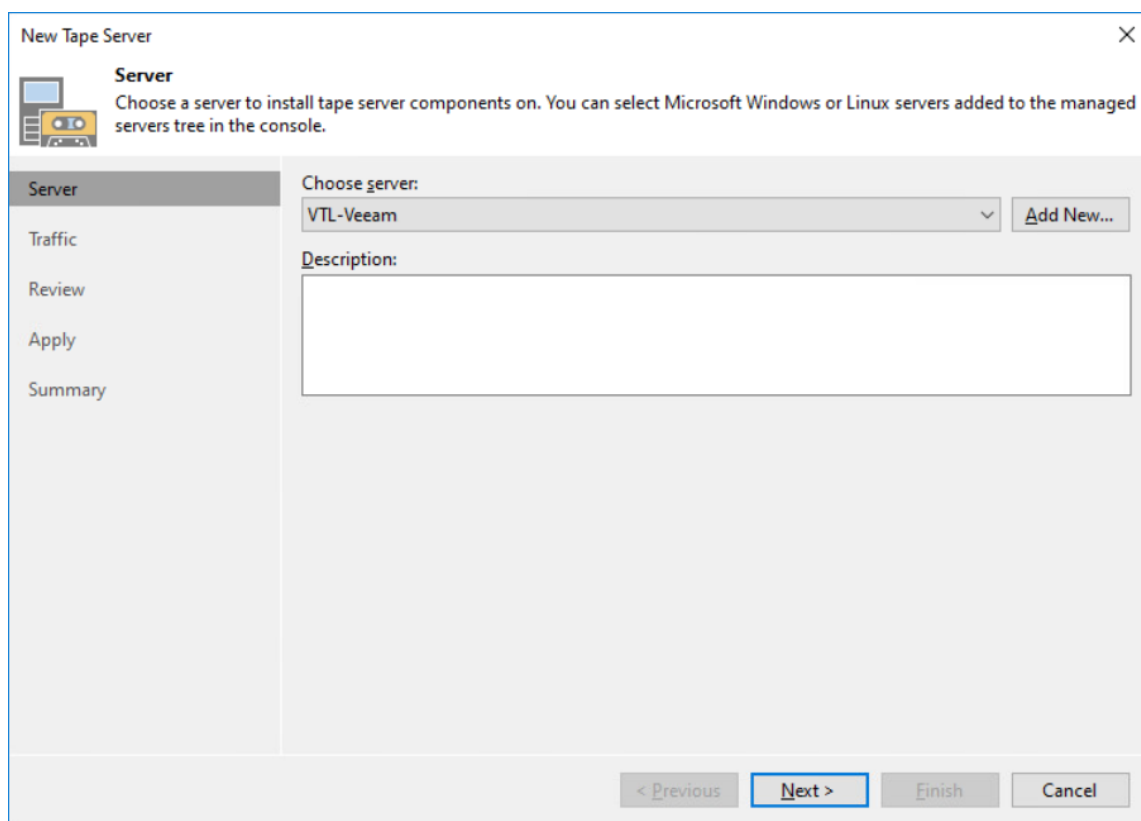 New Tape Server
Server
Choose a server to install tape server components on. You can select Microsoft Windows or Linux servers added to the managed
servers tree in the console.
Server
Traffic
Review
Apply
Summary
Choose server:
VTL-Veeam
Add New...
Description:
< Previous
Next >
Finish
Cancel